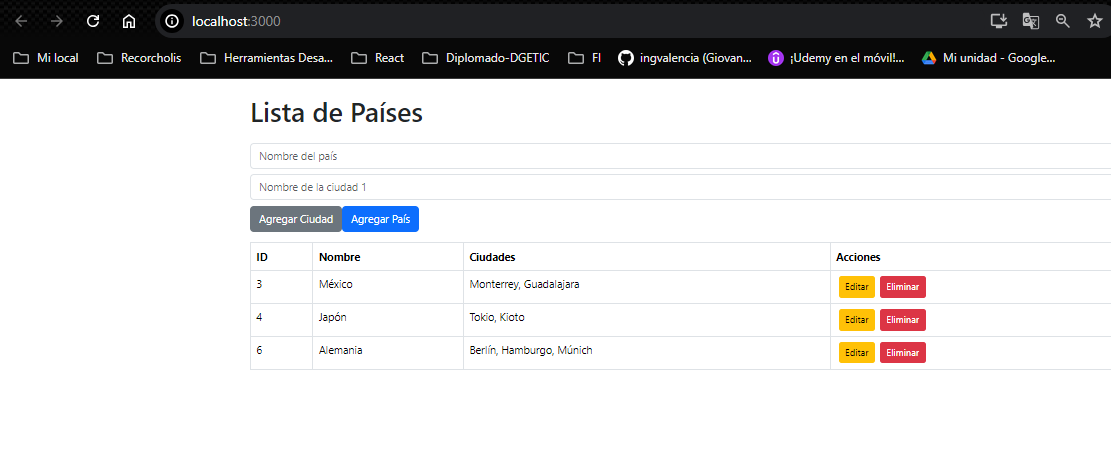 localhost:3000
Mi local Recorcholis Herramientas Desa... React Diplomado-DGETIC FI ingvalencia (Giovan... ¡Udemy en el móvil!... Mi unidad - Google...
Lista de Países
Nombre del país
Nombre de la ciudad 1
Agregar Ciudad Agregar País
ID Nombre Ciudades Acciones
3 México Monterrey, Guadalajara Editar Eliminar
4 Japón Tokio, Kioto Editar Eliminar
6 Alemania Berlín, Hamburgo, Múnich Editar Eliminar